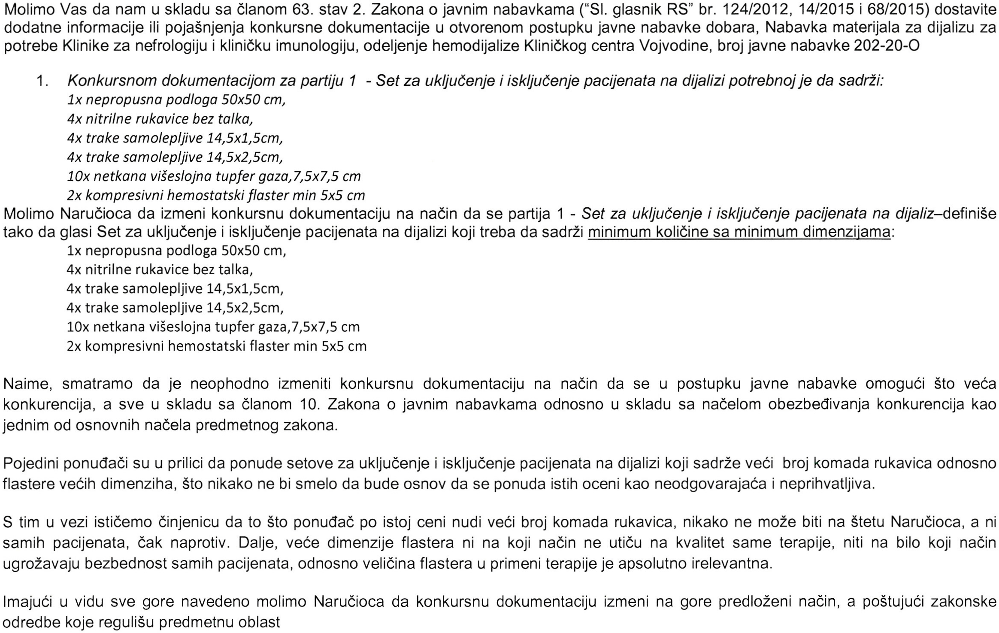 Molimo Vas da nam u skladu sa članom 63. stav 2. Zakona o javnim nabavkama (“Sl. glasnik RS” br. 124/2012, 14/2015 i 68/2015) dostavite
dodatne informacije ili pojašnjenja konkursne dokumentacije u otvorenom postupku javne nabavke dobara, Nabavka materijala za dijalizu za
potrebe Klinike za nefrologiju i kliničku imunologiju, odeljenje hemodijalize Kliničkog centra Vojvodine, broj javne nabavke 202-20-O
1. Konkursnom dokumentacijom za partiju 1 - Set za uključenje i isključenje pacijenata na dijalizi potrebnoj je da sadrži:
1x nepropusna podloga 50x50 cm,
4x nitrilne rukavice bez talka,
4x trake samolepljive 14,5x1,5cm,
4x trake samolepljive 14,5x2,5cm,
10x netkana višeslojna tupfer gaza,7,5x7,5 cm
2x kompresivni hemostatski flaster min 5x5 cm
Molimo Naručioca da izmeni konkursnu dokumentaciju na način da se partija 1 - Set za uključenje i isključenje pacijenata na dijaliz–definiše
tako da glasi Set za uključenje i isključenje pacijenata na dijalizi koji treba da sadrži minimum količine sa minimum dimenzijama:
1x nepropusna podloga 50x50 cm,
4x nitrilne rukavice bez talka,
4x trake samolepljive 14,5x1,5cm,
4x trake samolepljive 14,5x2,5cm,
10x netkana višeslojna tupfer gaza,7,5x7,5 cm
2x kompresivni hemostatski flaster min 5x5 cm
Naime, smatramo da je neophodno izmeniti konkursnu dokumentaciju na način da se u postupku javne nabavke omogući što veća
konkurencija, a sve u skladu sa članom 10. Zakona o javnim nabavkama odnosno u skladu sa načelom obezbeđivanja konkurencija kao
jednim od osnovnih načela predmetnog zakona.
Pojedini ponuđači su u prilici da ponude setove za uključenje i isključenje pacijenata na dijalizi koji sadrže veći broj komada rukavica odnosno
flastere većih dimenziha, što nikako ne bi smelo da bude osnov da se ponuda istih oceni kao neodgovarajaća i neprihvatljiva.
S tim u vezi ističemo činjenicu da to što ponuđač po istoj ceni nudi veći broj komada rukavica, nikako ne može biti na štetu Naručioca, a ni
samih pacijenata, čak naprotiv. Dalje, veće dimenzije flastera ni na koji način ne utiču na kvalitet same terapije, niti na bilo koji način
ugrožavaju bezbednost samih pacijenata, odnosno veličina flastera u primeni terapije je apsolutno irelevantna.
Imajući u vidu sve gore navedeno molimo Naručioca da konkursnu dokumentaciju izmeni na gore predloženi način, a poštujući zakonske
odredbe koje regulišu predmetnu oblast